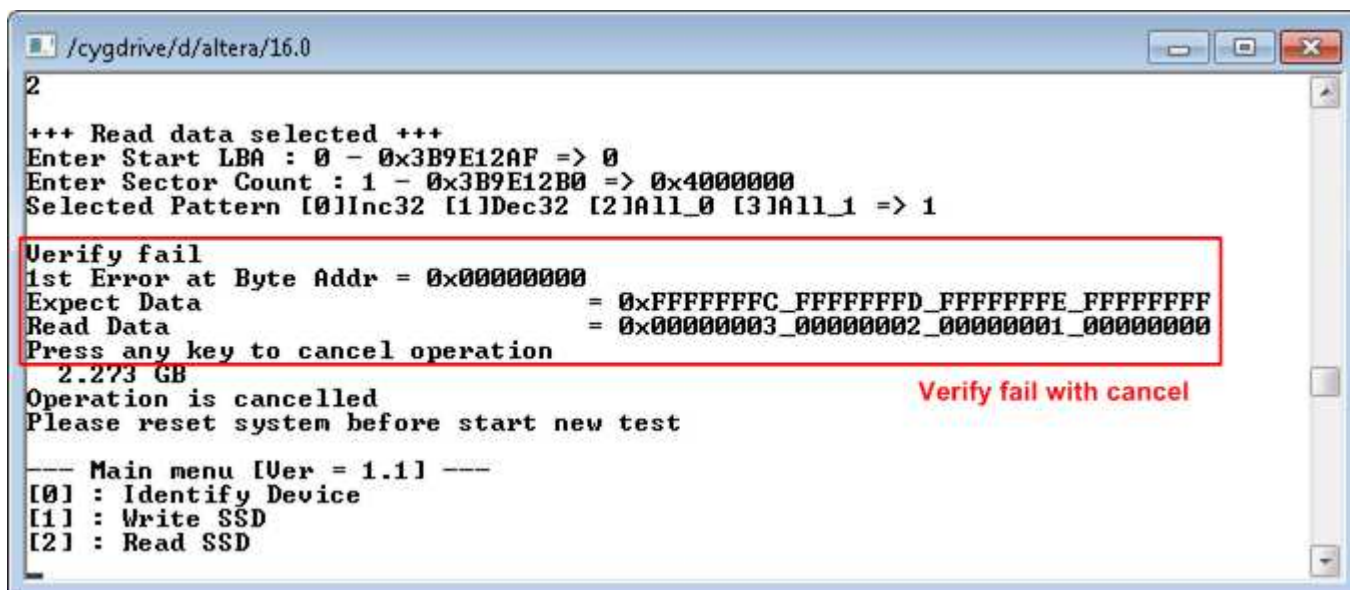 /cygdrive/d/altera/16.0
2
+++ Read data selected +++
Enter Start LBA : 0 - 0x3B9E12AF => 0
Enter Sector Count : 1 - 0x3B9E12B0 => 0x4000000
Selected Pattern [0]Inc32 [1]Dec32 [2]All_0 [3]All_1 => 1
Verify fail
1st Error at Byte Addr = 0x00000000
Expect Data = 0xFFFFFFFC_FFFFFFFD_FFFFFFFE_FFFFFFFF
Read Data = 0x00000003_00000002_00000001_00000000
Press any key to cancel operation
2.273 GB
Verify fail with cancel
Operation is cancelled
Please reset system before start new test
--- Main menu [Ver = 1.1] ---
[0] : Identify Device
[1] : Write SSD
[2] : Read SSD